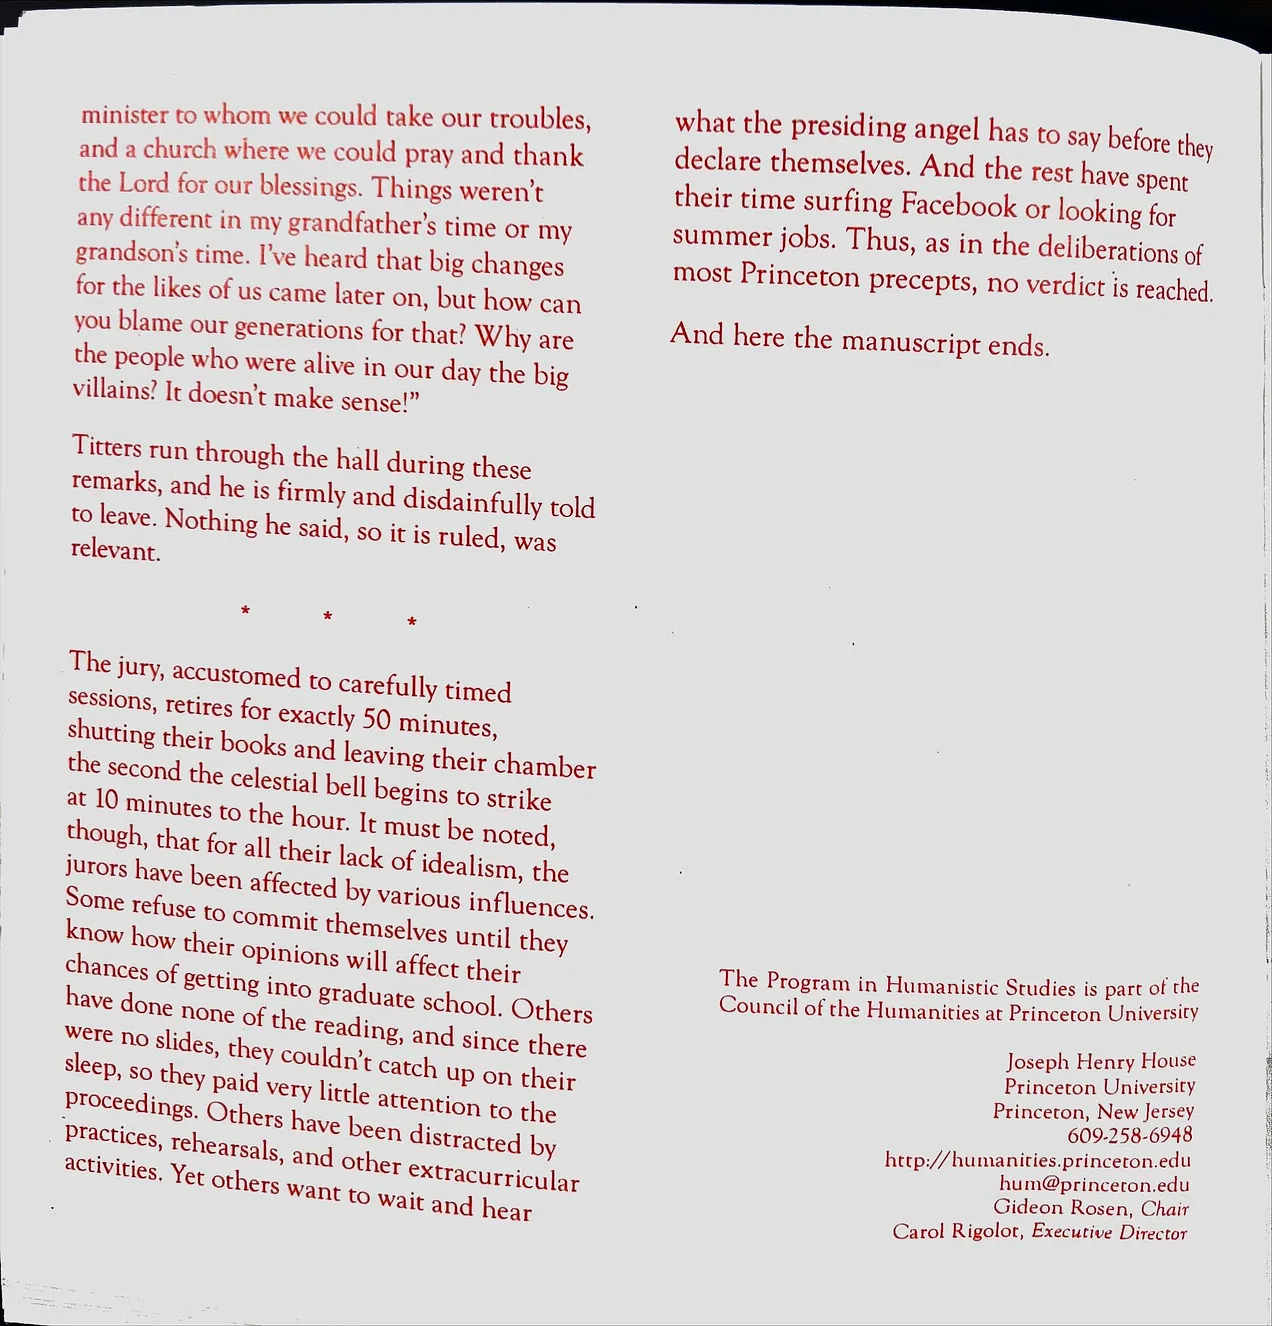 minister to whom we could take our troubles,
and a church where we could pray and thank
the Lord for our blessings. Things weren't
any different in my grandfather's time or my
grandson's time. I've heard that big changes
for the likes of us came later on, but how can
you blame our generations for that? Why are
the people who were alive in our day the big
villains? It doesn't make sense!"
Titters run through the hall during these
remarks, and he is firmly and disdainfully told
to leave. Nothing he said, so it is ruled, was
relevant.
* * *
The jury, accustomed to carefully timed
sessions, retires for exactly 50 minutes,
shutting their books and leaving their chamber
the second the celestial bell begins to strike
at 10 minutes to the hour. It must be noted,
though, that for all their lack of idealism, the
jurors have been affected by various influences.
Some refuse to commit themselves until they
know how their opinions will affect their
chances of getting into graduate school. Others
have done none of the reading, and since there
were no slides, they couldn't catch up on their
sleep, so they paid very little attention to the
proceedings. Others have been distracted by
practices, rehearsals, and other extracurricular
activities. Yet others want to wait and hear
what the presiding angel has to say before they
declare themselves. And the rest have spent
their time surfing Facebook or looking for
summer jobs. Thus, as in the deliberations of
most Princeton precepts, no verdict is reached.
And here the manuscript ends.
The Program in Humanistic Studies is part of the
Council of the Humanities at Princeton University
Joseph Henry House
Princeton University
Princeton, New Jersey
609-258-6948
http://humanities.princeton.edu
hum@princeton.edu
Gideon Rosen, Chair
Carol Rigolot, Executive Director